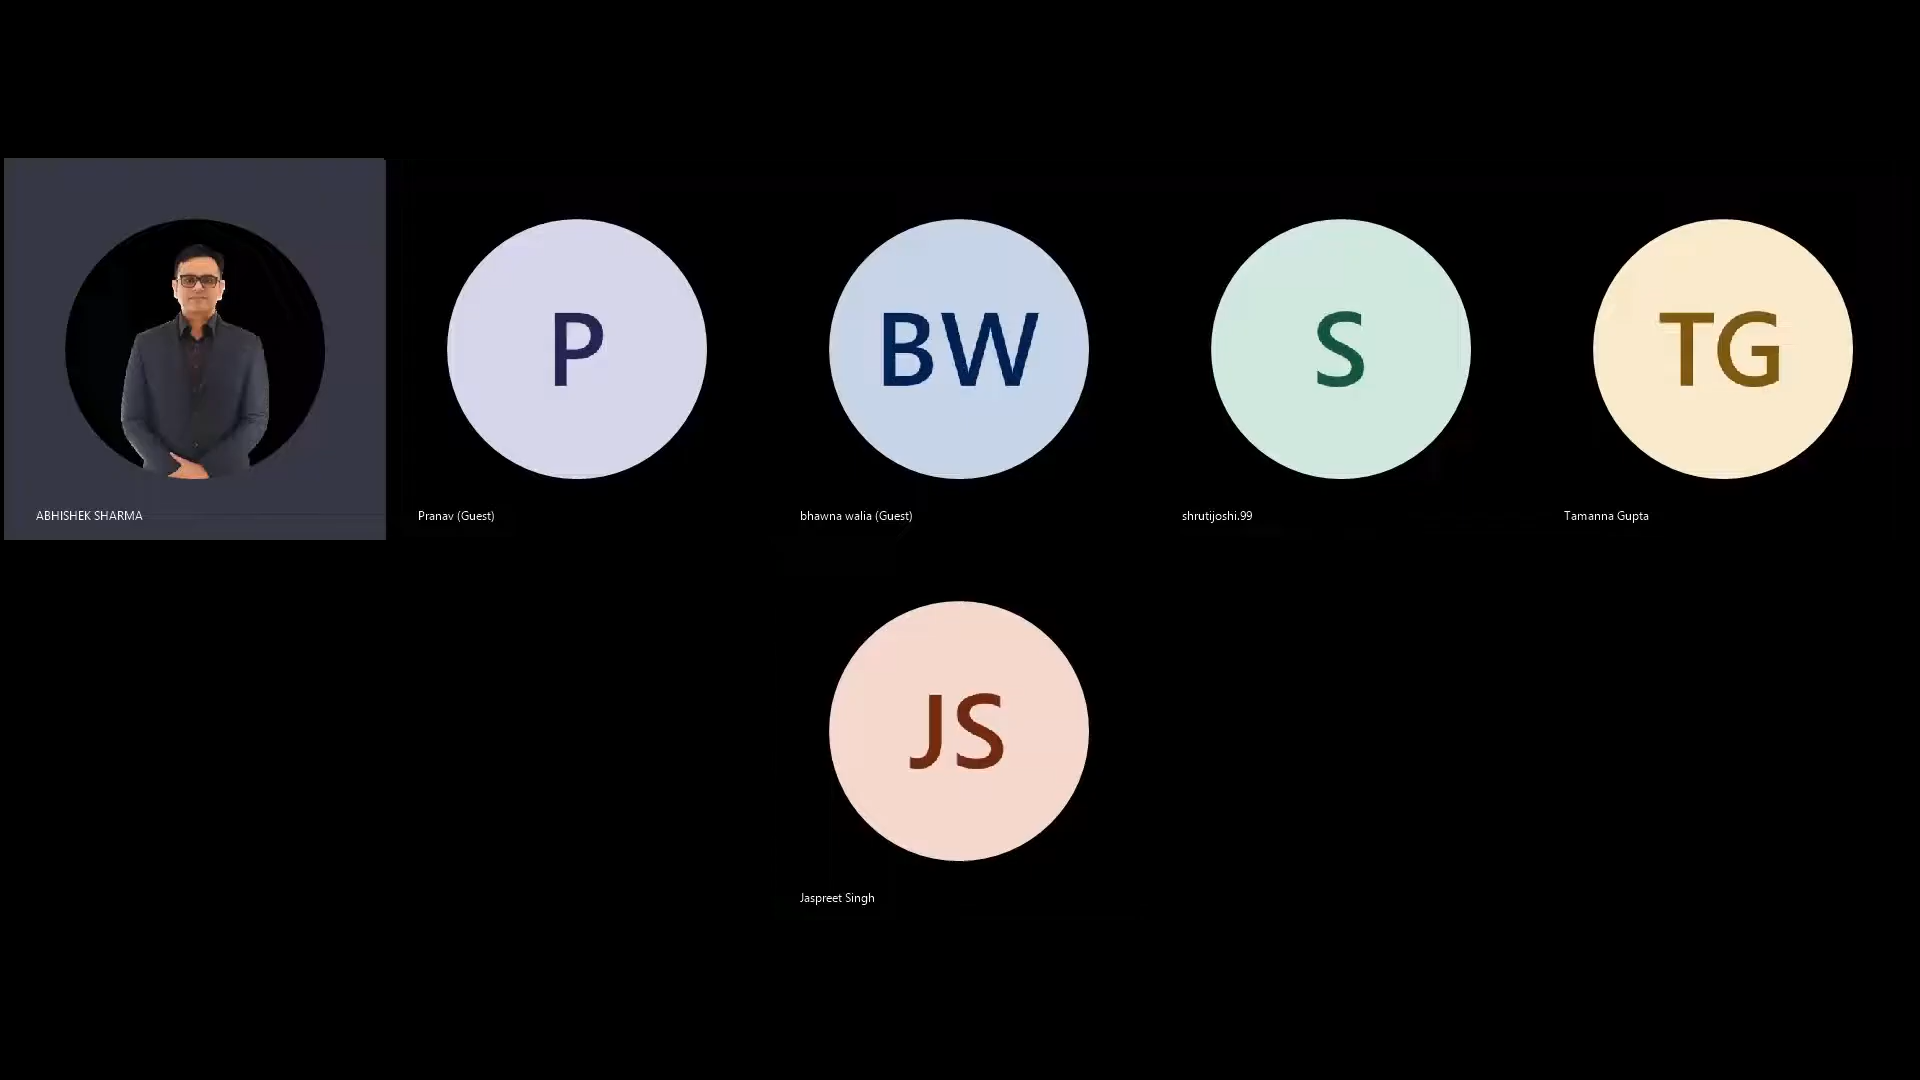 P
BW
S
TG
ABHISHEK SHARMA
Pranav (Guest)
bhawna walia (Guest)
shrutijoshi.99
Tamanna Gupta
JS
Jaspreet Singh